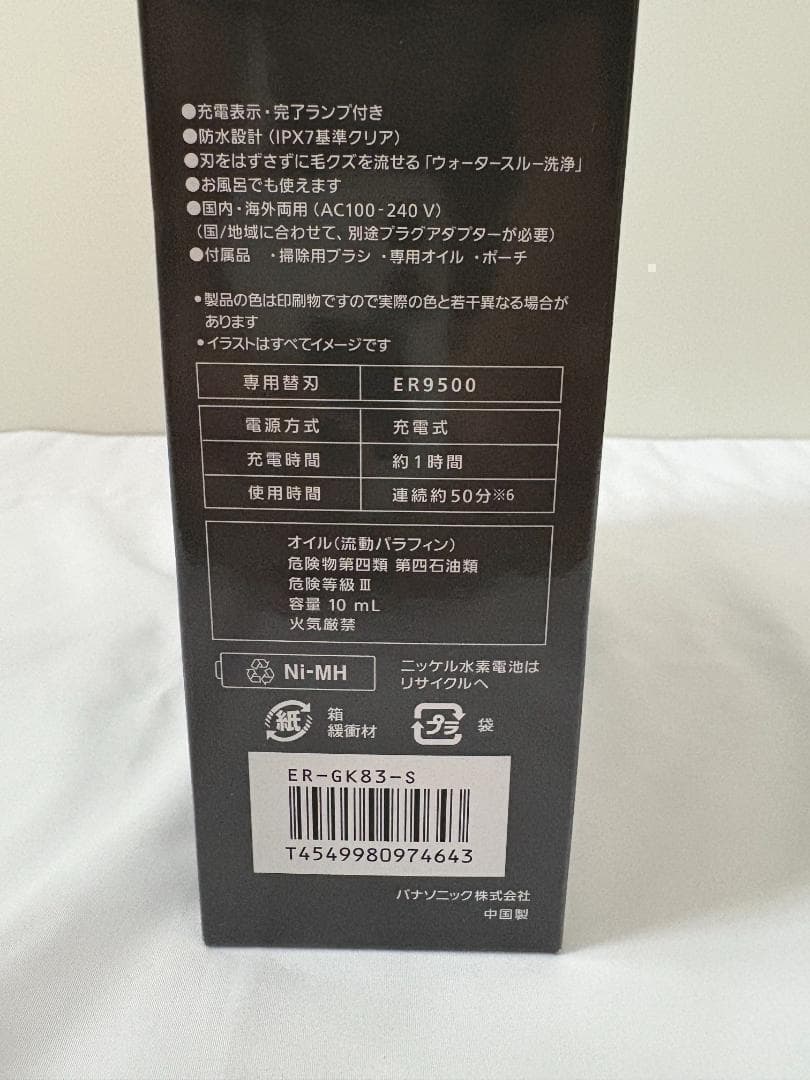 ●充電表示・完了ランプ付き
●防水設計（IPX7基準クリア）
●刃をはずさずに毛クズを流せる「ウォータースルー洗浄」
●お風呂でも使えます
●国内・海外両用（AC100-240 V）
（国/地域に合わせて、別途プラグアダプターが必要）
●付属品 ・掃除用ブラシ ・専用オイル ・ポーチ
•製品の色は印刷物ですので実際の色と若干異なる場合が
あります
•イラストはすべてイメージです
専用替刃 ER9500
電源方式 充電式
充電時間 約1時間
使用時間 連続約50分※6
オイル（流動パラフィン）
危険物第四類 第四石油類
危険等級Ⅲ
容量 10 mL
火気厳禁
Ni-MH
ニッケル水素電池は
リサイクルへ
紙
箱
緩衝材
プラ
袋
ER-GK83-S
T4549980974643
パナソニック株式会社
中国製